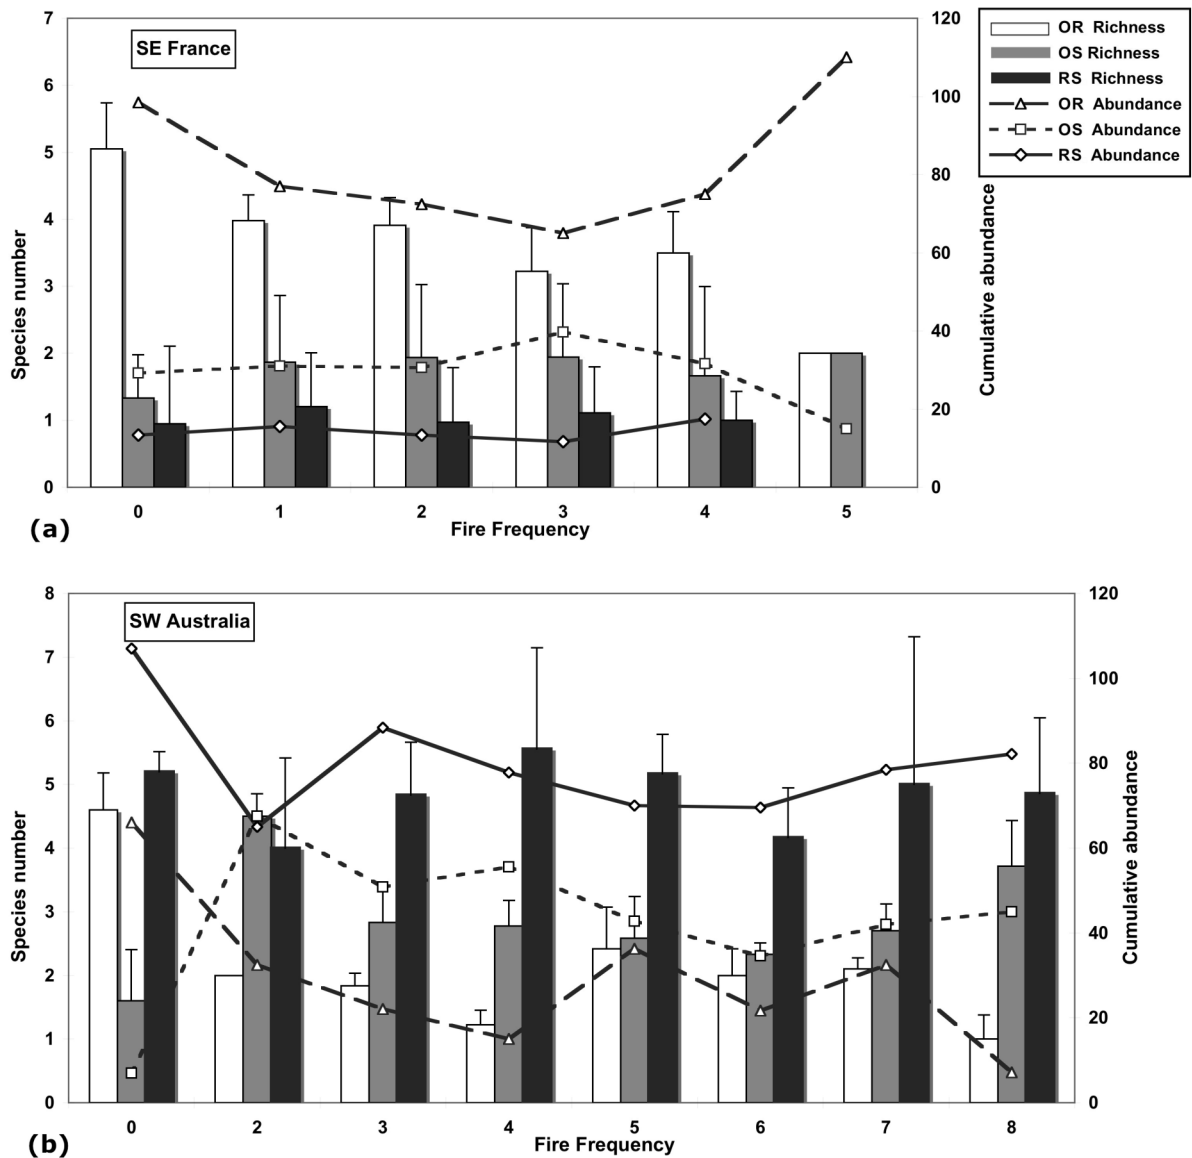 7
120
SE France
OR Richness
OS Richness
RS Richness
OR Abundance
OS Abundance
RS Abundance
6
100
5
80
4
60
3
40
2
20
1
0
0
Species number
Cumulative abundance
0 1 2 3 4 5
Fire Frequency
(a)
8
120
SW Australia
7
100
6
80
5
4
60
3
40
2
20
1
0
0
Species number
Cumulative abundance
0 2 3 4 5 6 7 8
Fire Frequency
(b)